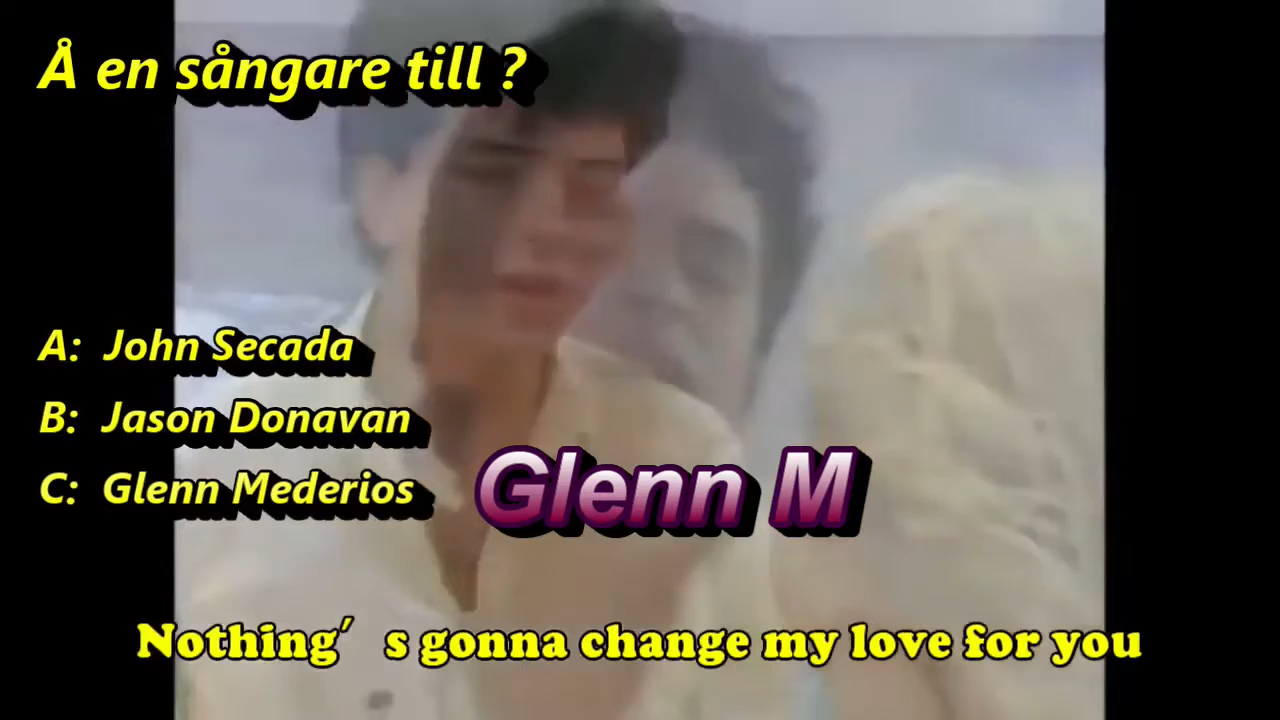 Å en sångare till ?
A: John Secada
B: Jason Donavan
C: Glenn Mederios
Glenn M
Nothing′s gonna change my love for you